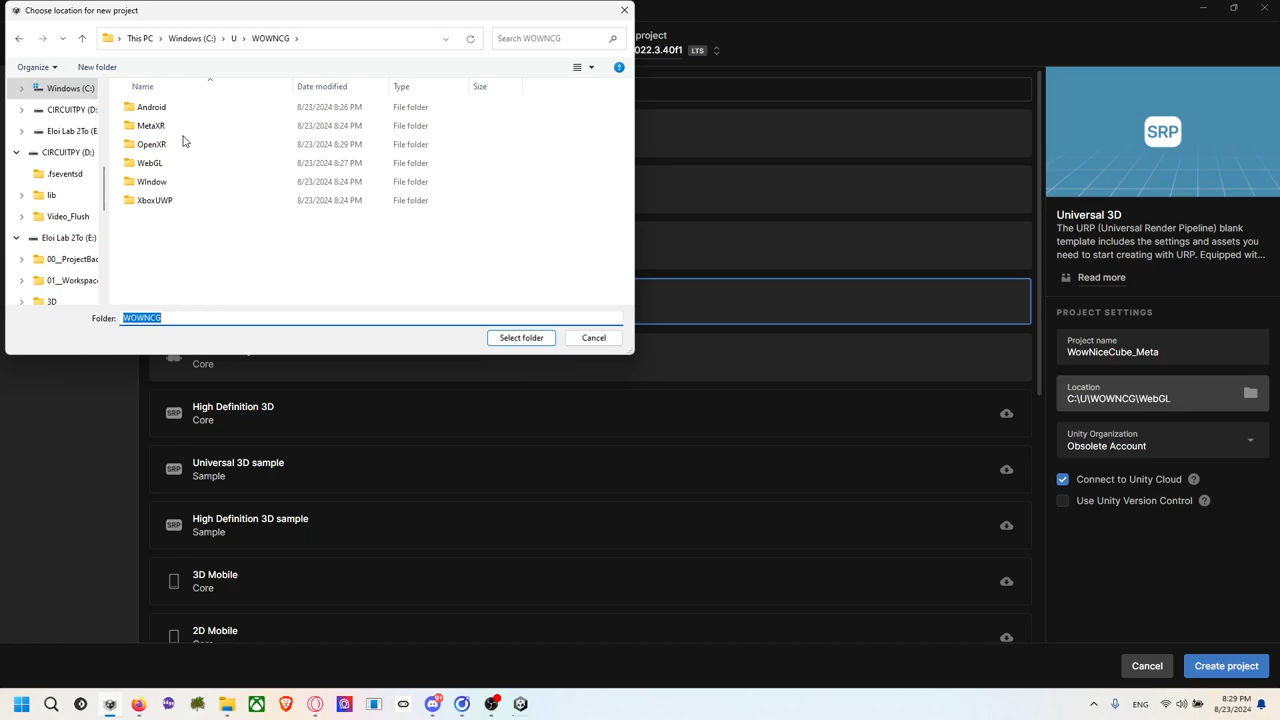 Choose location for new project
This PC > Windows (C:) > U > WOWNCG >
Search WOWNCG
Organize
New folder
Name
Date modified
Type
Size
Windows (C:)
CIRCUITPY (D:
Eloi Lab 2To (E
CIRCUITPY (D:)
.fseventsd
lib
Video_Flush
Eloi Lab 2To (E:)
00__ProjectBac
01__Workspac
3D
Android 8/23/2024 8:26 PM File folder
MetaXR 8/23/2024 8:24 PM File folder
OpenXR 8/23/2024 8:29 PM File folder
WebGL 8/23/2024 8:27 PM File folder
WIndow 8/23/2024 8:24 PM File folder
XboxUWP 8/23/2024 8:24 PM File folder
Folder: WOWNCG
Select folder
Cancel
project
022.3.40f1 LTS
Core
SRP High Definition 3D
Core
SRP Universal 3D sample
Sample
SRP High Definition 3D sample
Sample
3D Mobile
Core
2D Mobile
SRP
Universal 3D
The URP (Universal Render Pipeline) blank
template includes the settings and assets you
need to start creating with URP. Equipped wit...
Read more
PROJECT SETTINGS
Project name
WowNiceCube_Meta
Location
C:\U\WOWNCG\WebGL
Unity Organization
Obsolete Account
Connect to Unity Cloud ?
Use Unity Version Control ?
Cancel
Create project
ENG
8:29 PM
8/23/2024